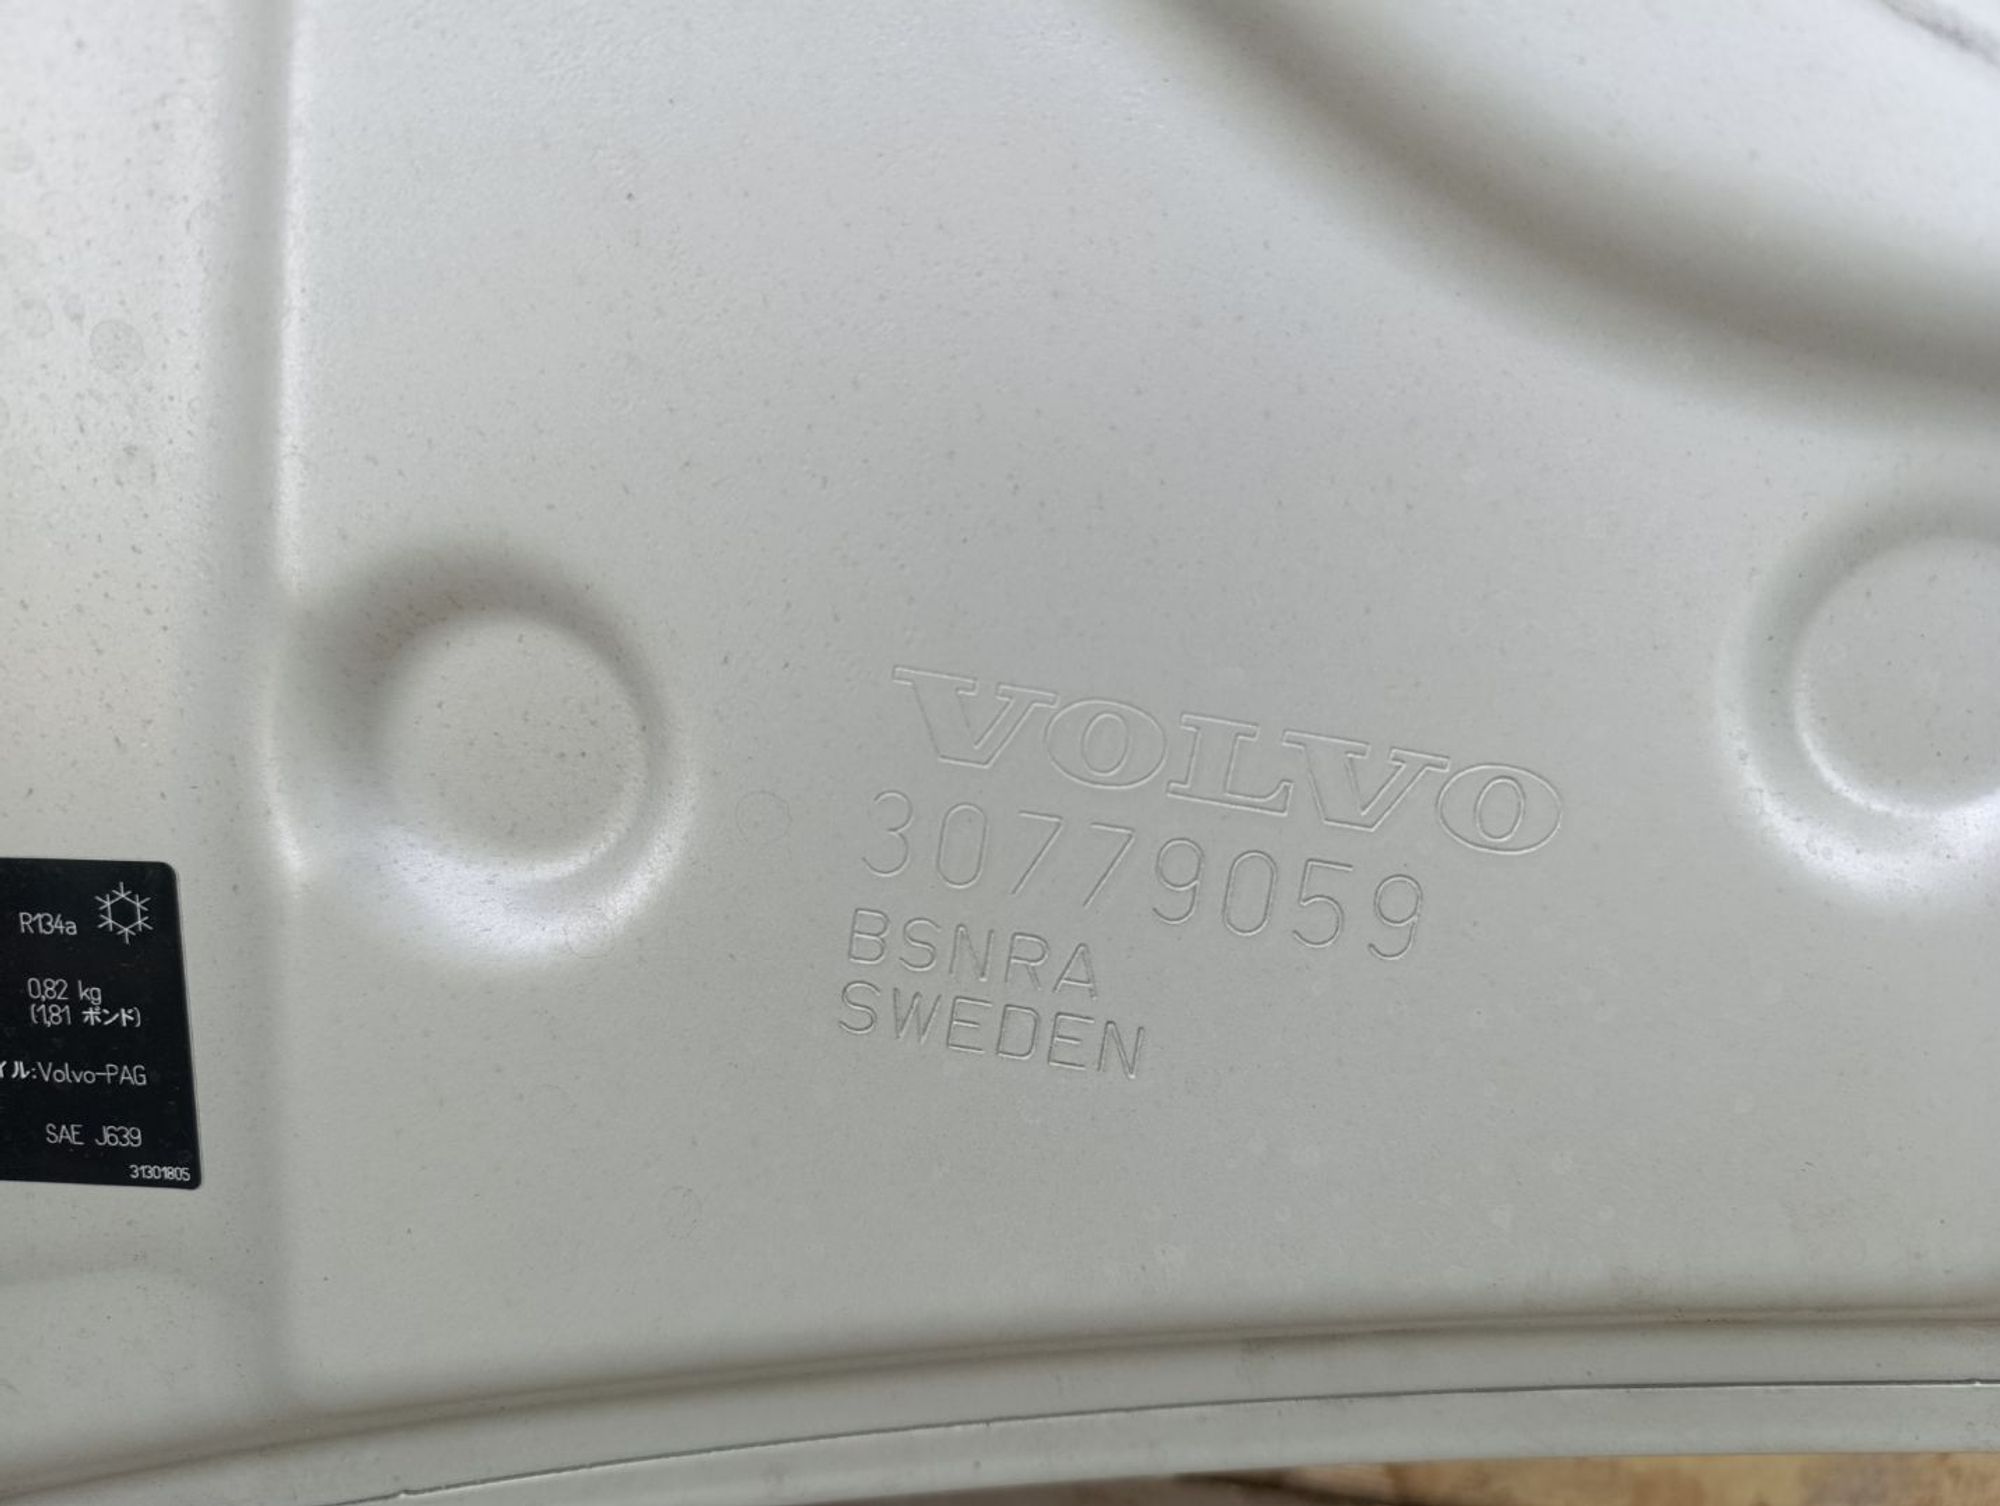 VOLVO
30779059
BSNRA
SWEDEN
R134a
0,82 kg
(1,81 ポンド)
イル:Volvo-PAG
SAE J639
31301805